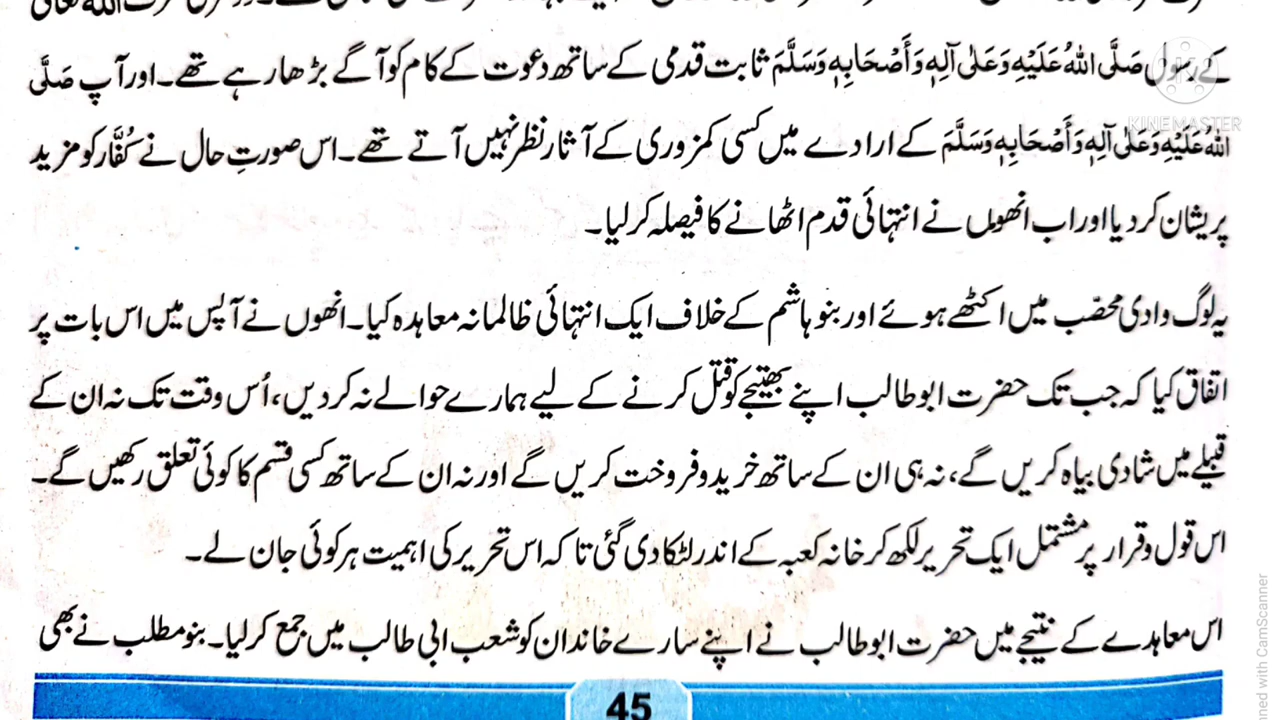 کے رسول صَلَّى اللهُ عَلَيْهِ وَعَلٰى آلِهٖ وَأَصْحَابِهٖ وَسَلَّمَ ثابت قدمی کے ساتھ دعوت کے کام کو آگے بڑھا رہے تھے۔ اور آپ صَلَّى
اللهُ عَلَيْهِ وَعَلٰى آلِهٖ وَأَصْحَابِهٖ وَسَلَّمَ کے ارادے میں کسی کمزوری کے آثار نظر نہیں آتے تھے۔ اس صورتِ حال نے کُفَّار کو مزید
پریشان کر دیا اور اب انھوں نے انتہائی قدم اٹھانے کا فیصلہ کر لیا۔
یہ لوگ وادی محصّب میں اکٹھے ہوئے اور بنو ہاشم کے خلاف ایک انتہائی ظالمانہ معاہدہ کیا۔ انھوں نے آپس میں اس بات پر
اتفاق کیا کہ جب تک حضرت ابو طالب اپنے بھتیجے کو قتل کرنے کے لیے ہمارے حوالے نہ کر دیں، اُس وقت تک نہ ان کے
قبیلے میں شادی بیاہ کریں گے، نہ ہی ان کے ساتھ خرید و فروخت کریں گے اور نہ ان کے ساتھ کسی قسم کا کوئی تعلق رکھیں گے۔
اس قول و قرار پر مشتمل ایک تحریر لکھ کر خانہ کعبہ کے اندر لٹکا دی گئی تاکہ اس تحریر کی اہمیت ہر کوئی جان لے۔
اس معاہدے کے نتیجے میں حضرت ابو طالب نے اپنے سارے خاندان کو شعب ابی طالب میں جمع کر لیا۔ بنو مطلب نے بھی
45
KINEMASTER
nned with CamScanner